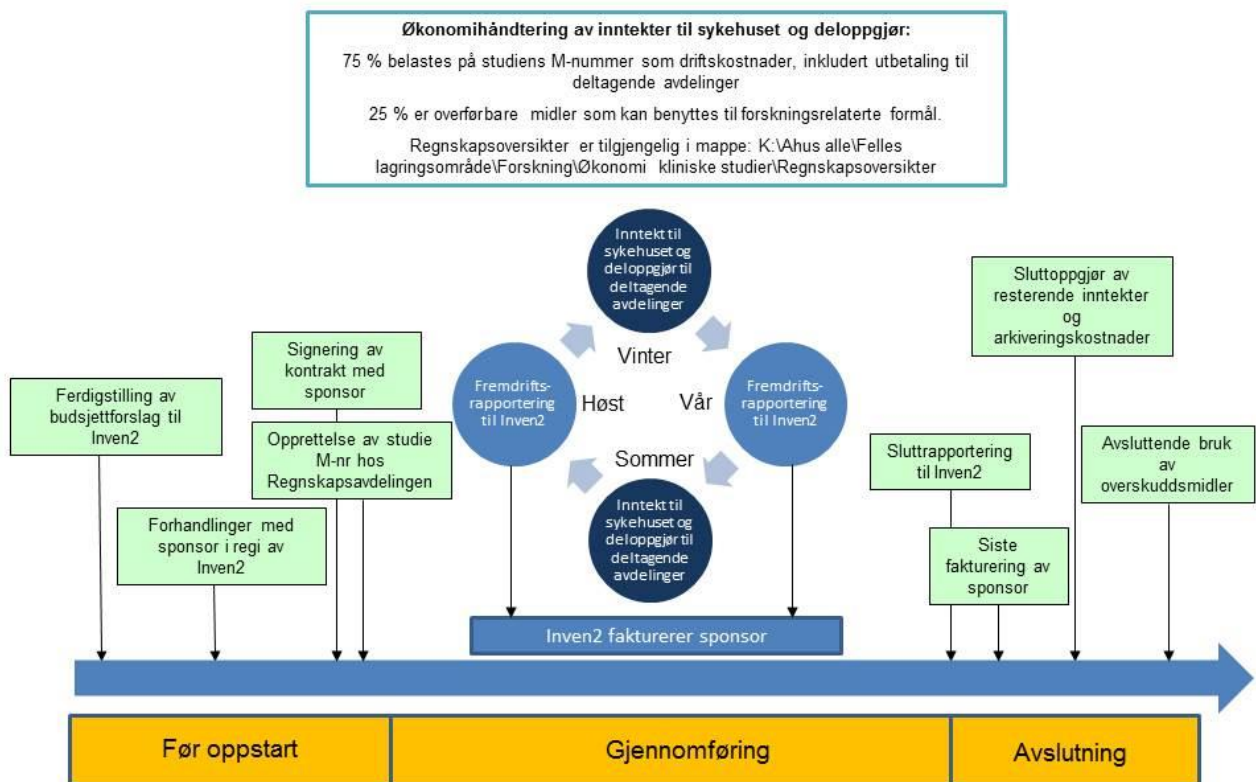 Økonomihåndtering av inntekter til sykehuset og deloppgjør:
75 % belastes på studiens M-nummer som driftskostnader, inkludert utbetaling til
deltagende avdelinger
25 % er overførbare midler som kan benyttes til forskningsrelaterte formål.
Regnskapsoversikter er tilgjengelig i mappe: K:\Ahus alle\Felles
lagringsområde\Forskning\Økonomi kliniske studier\Regnskapsoversikter
Ferdigstilling av
budsjettforslag til
Inven2
Forhandlinger med
sponsor i regi av
Inven2
Signering av
kontrakt med
sponsor
Opprettelse av studie
M-nr hos
Regnskapsavdelingen
Inntekt til
sykehuset og
deloppgjør til
deltagende
avdelinger
Vinter
Fremdrifts-
rapportering
til Inven2
Høst
Vår
Fremdrifts-
rapportering
til Inven2
Sommer
Inntekt til
sykehuset og
deloppgjør til
deltagende
avdelinger
Inven2 fakturerer sponsor
Sluttrapportering
til Inven2
Siste
fakturering av
sponsor
Sluttoppgjør av
resterende inntekter
og
arkiveringskostnader
Avsluttende bruk
av
overskuddsmidler
Før oppstart
Gjennomføring
Avslutning